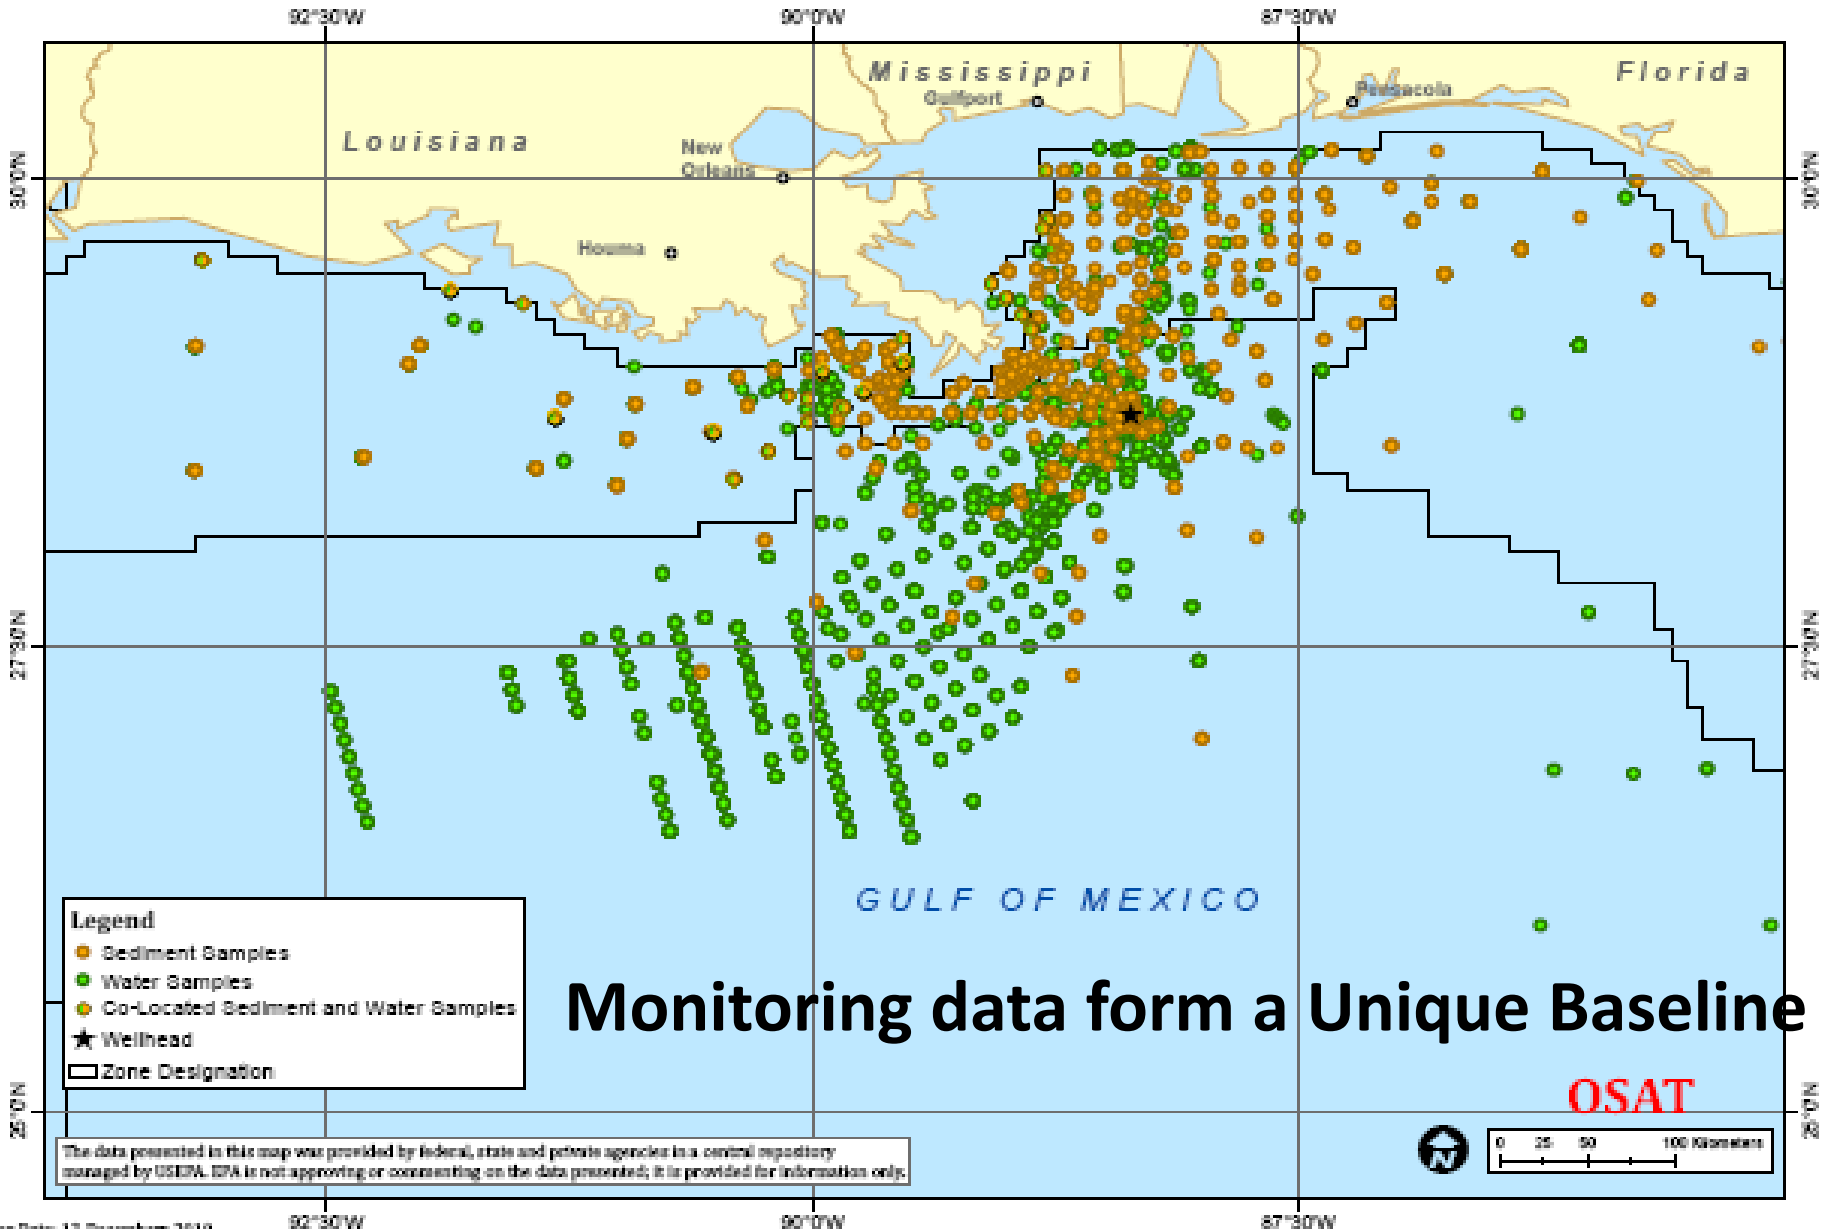 92°30'W 90°0'W 87°30'W
Mississippi
Florida
Gulfport
Pensacola
Louisiana
New
Orleans
30°0'N 30°0'N
Houma
27°30'N 27°30'N
GULF OF MEXICO
Legend
Sediment Samples
Water Samples
Co-Located Sediment and Water Samples
Wellhead
Zone Designation
Monitoring data form a Unique Baseline
OSAT
25°0'N 25°0'N
N
0 25 50 100 Kilometers
The data presented in this map was provided by federal, state and private agencies in a central repository
managed by USEPA. EPA is not approving or commenting on the data presented; it is provided for information only.
92°30'W 90°0'W 87°30'W